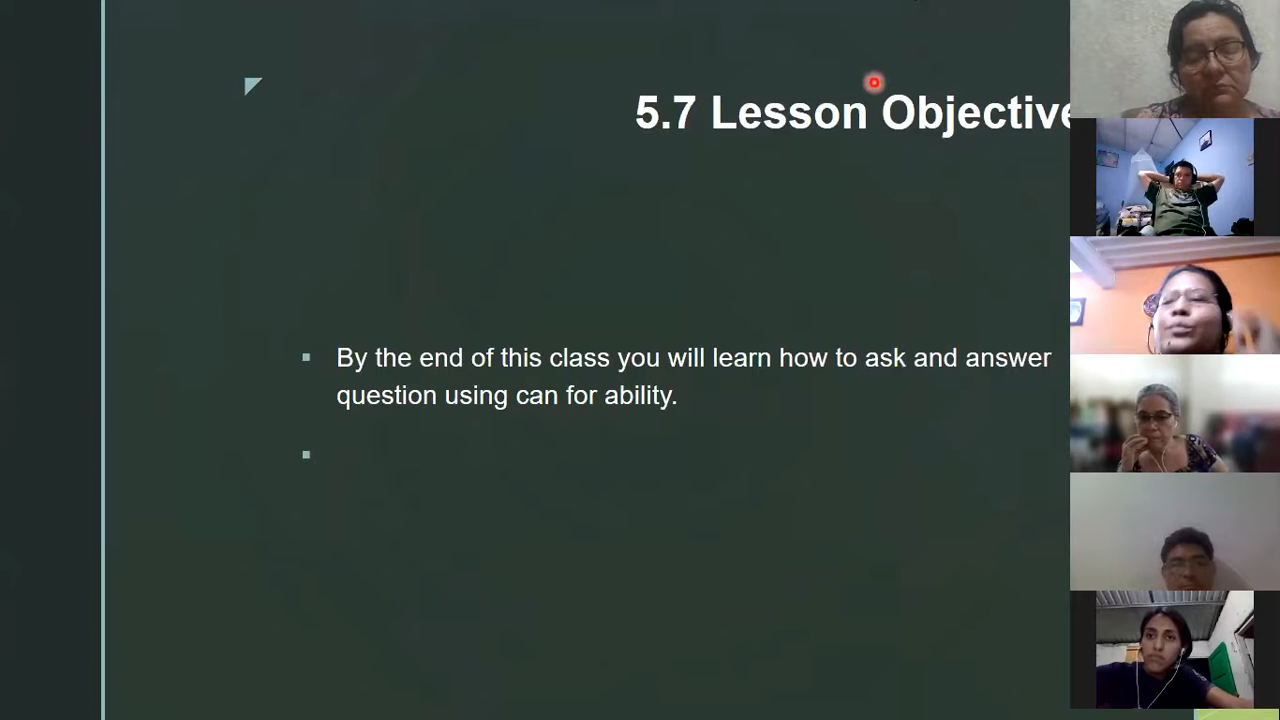 5.7 Lesson Objective
By the end of this class you will learn how to ask and answer
question using can for ability.